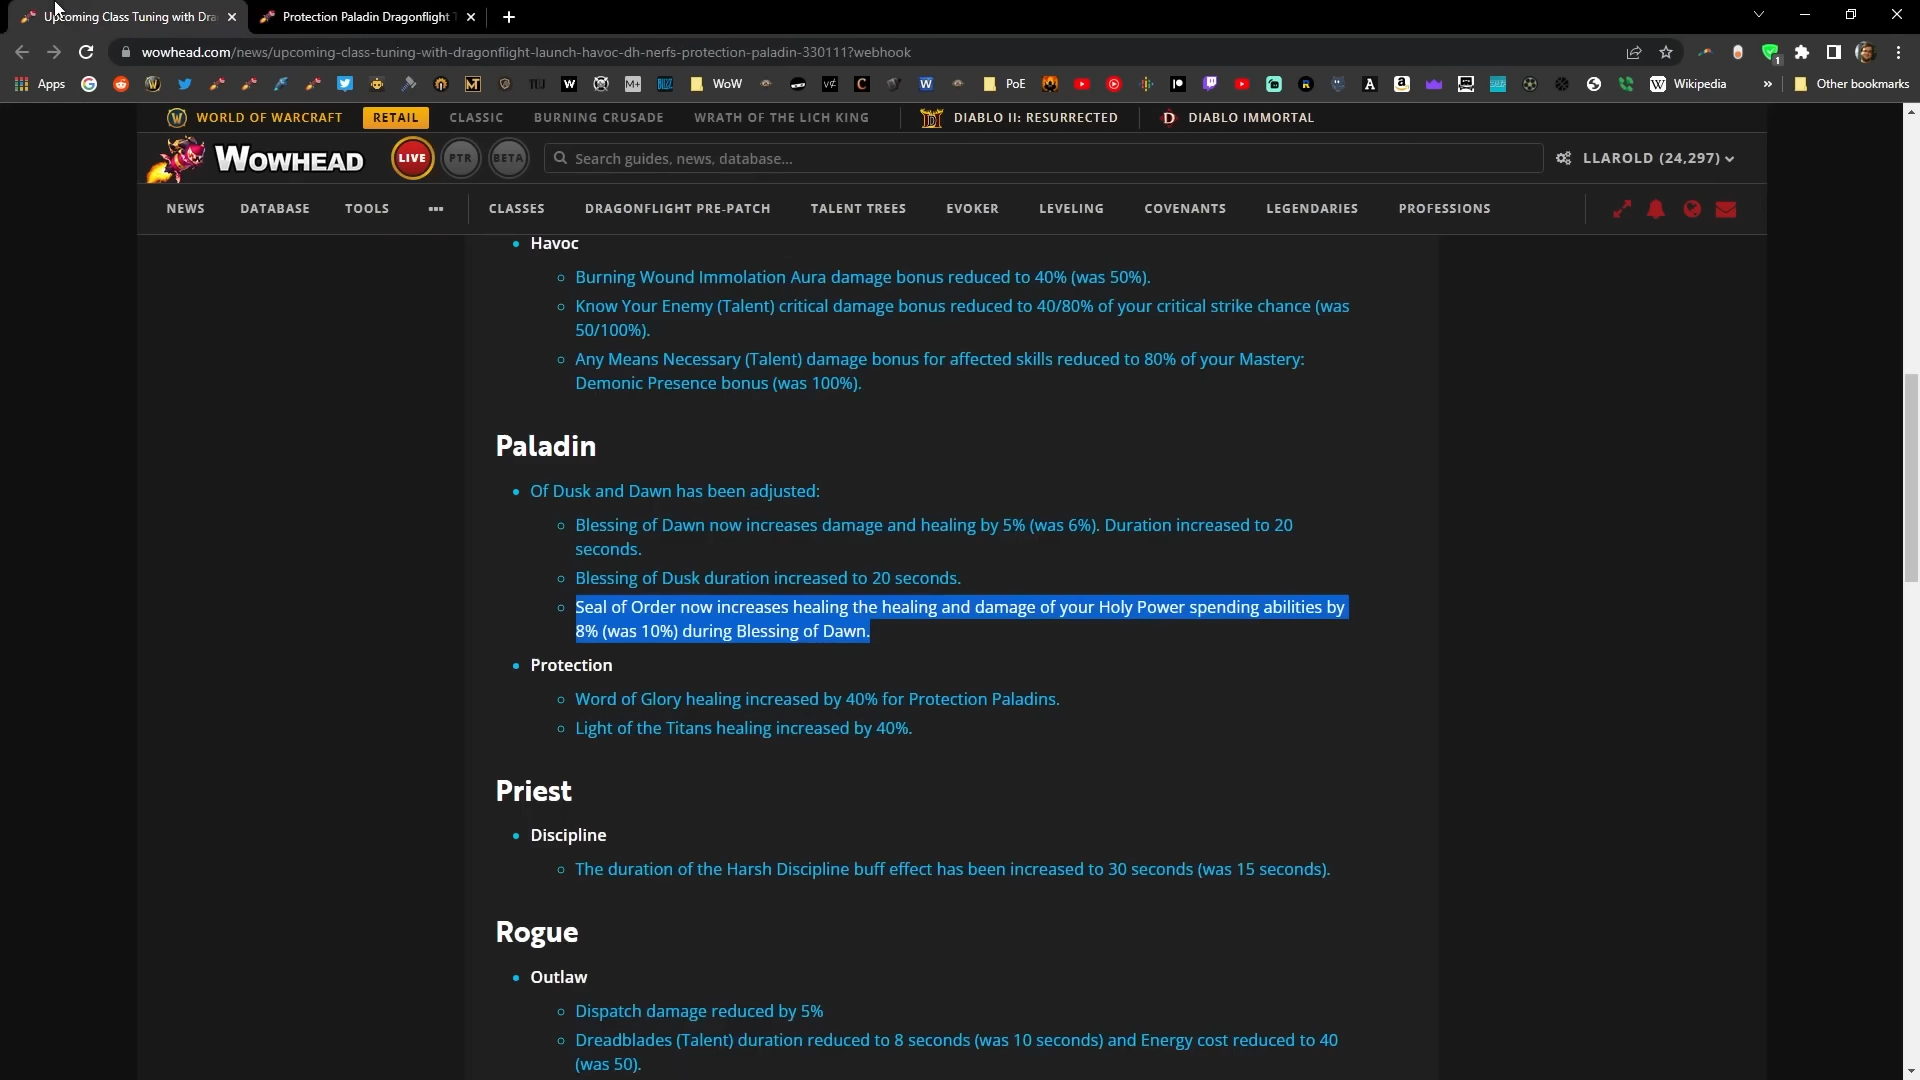 Upcoming Class Tuning with Dra
Protection Paladin Dragonflight T
wowhead.com/news/upcoming-class-tuning-with-dragonflight-launch-havoc-dh-nerfs-protection-paladin-330111?webhook
Apps
WoW
PoE
Wikipedia
»
Other bookmarks
WORLD OF WARCRAFT RETAIL CLASSIC BURNING CRUSADE WRATH OF THE LICH KING DIABLO II: RESURRECTED DIABLO IMMORTAL
WOWHEAD LIVE PTR BETA Search guides, news, database... LLAROLD (24,297)
NEWS DATABASE TOOLS ••• CLASSES DRAGONFLIGHT PRE-PATCH TALENT TREES EVOKER LEVELING COVENANTS LEGENDARIES PROFESSIONS
Havoc
Burning Wound Immolation Aura damage bonus reduced to 40% (was 50%).
Know Your Enemy (Talent) critical damage bonus reduced to 40/80% of your critical strike chance (was
50/100%).
Any Means Necessary (Talent) damage bonus for affected skills reduced to 80% of your Mastery:
Demonic Presence bonus (was 100%).
Paladin
Of Dusk and Dawn has been adjusted:
Blessing of Dawn now increases damage and healing by 5% (was 6%). Duration increased to 20
seconds.
Blessing of Dusk duration increased to 20 seconds.
Seal of Order now increases healing the healing and damage of your Holy Power spending abilities by
8% (was 10%) during Blessing of Dawn.
Protection
Word of Glory healing increased by 40% for Protection Paladins.
Light of the Titans healing increased by 40%.
Priest
Discipline
The duration of the Harsh Discipline buff effect has been increased to 30 seconds (was 15 seconds).
Rogue
Outlaw
Dispatch damage reduced by 5%
Dreadblades (Talent) duration reduced to 8 seconds (was 10 seconds) and Energy cost reduced to 40
(was 50).